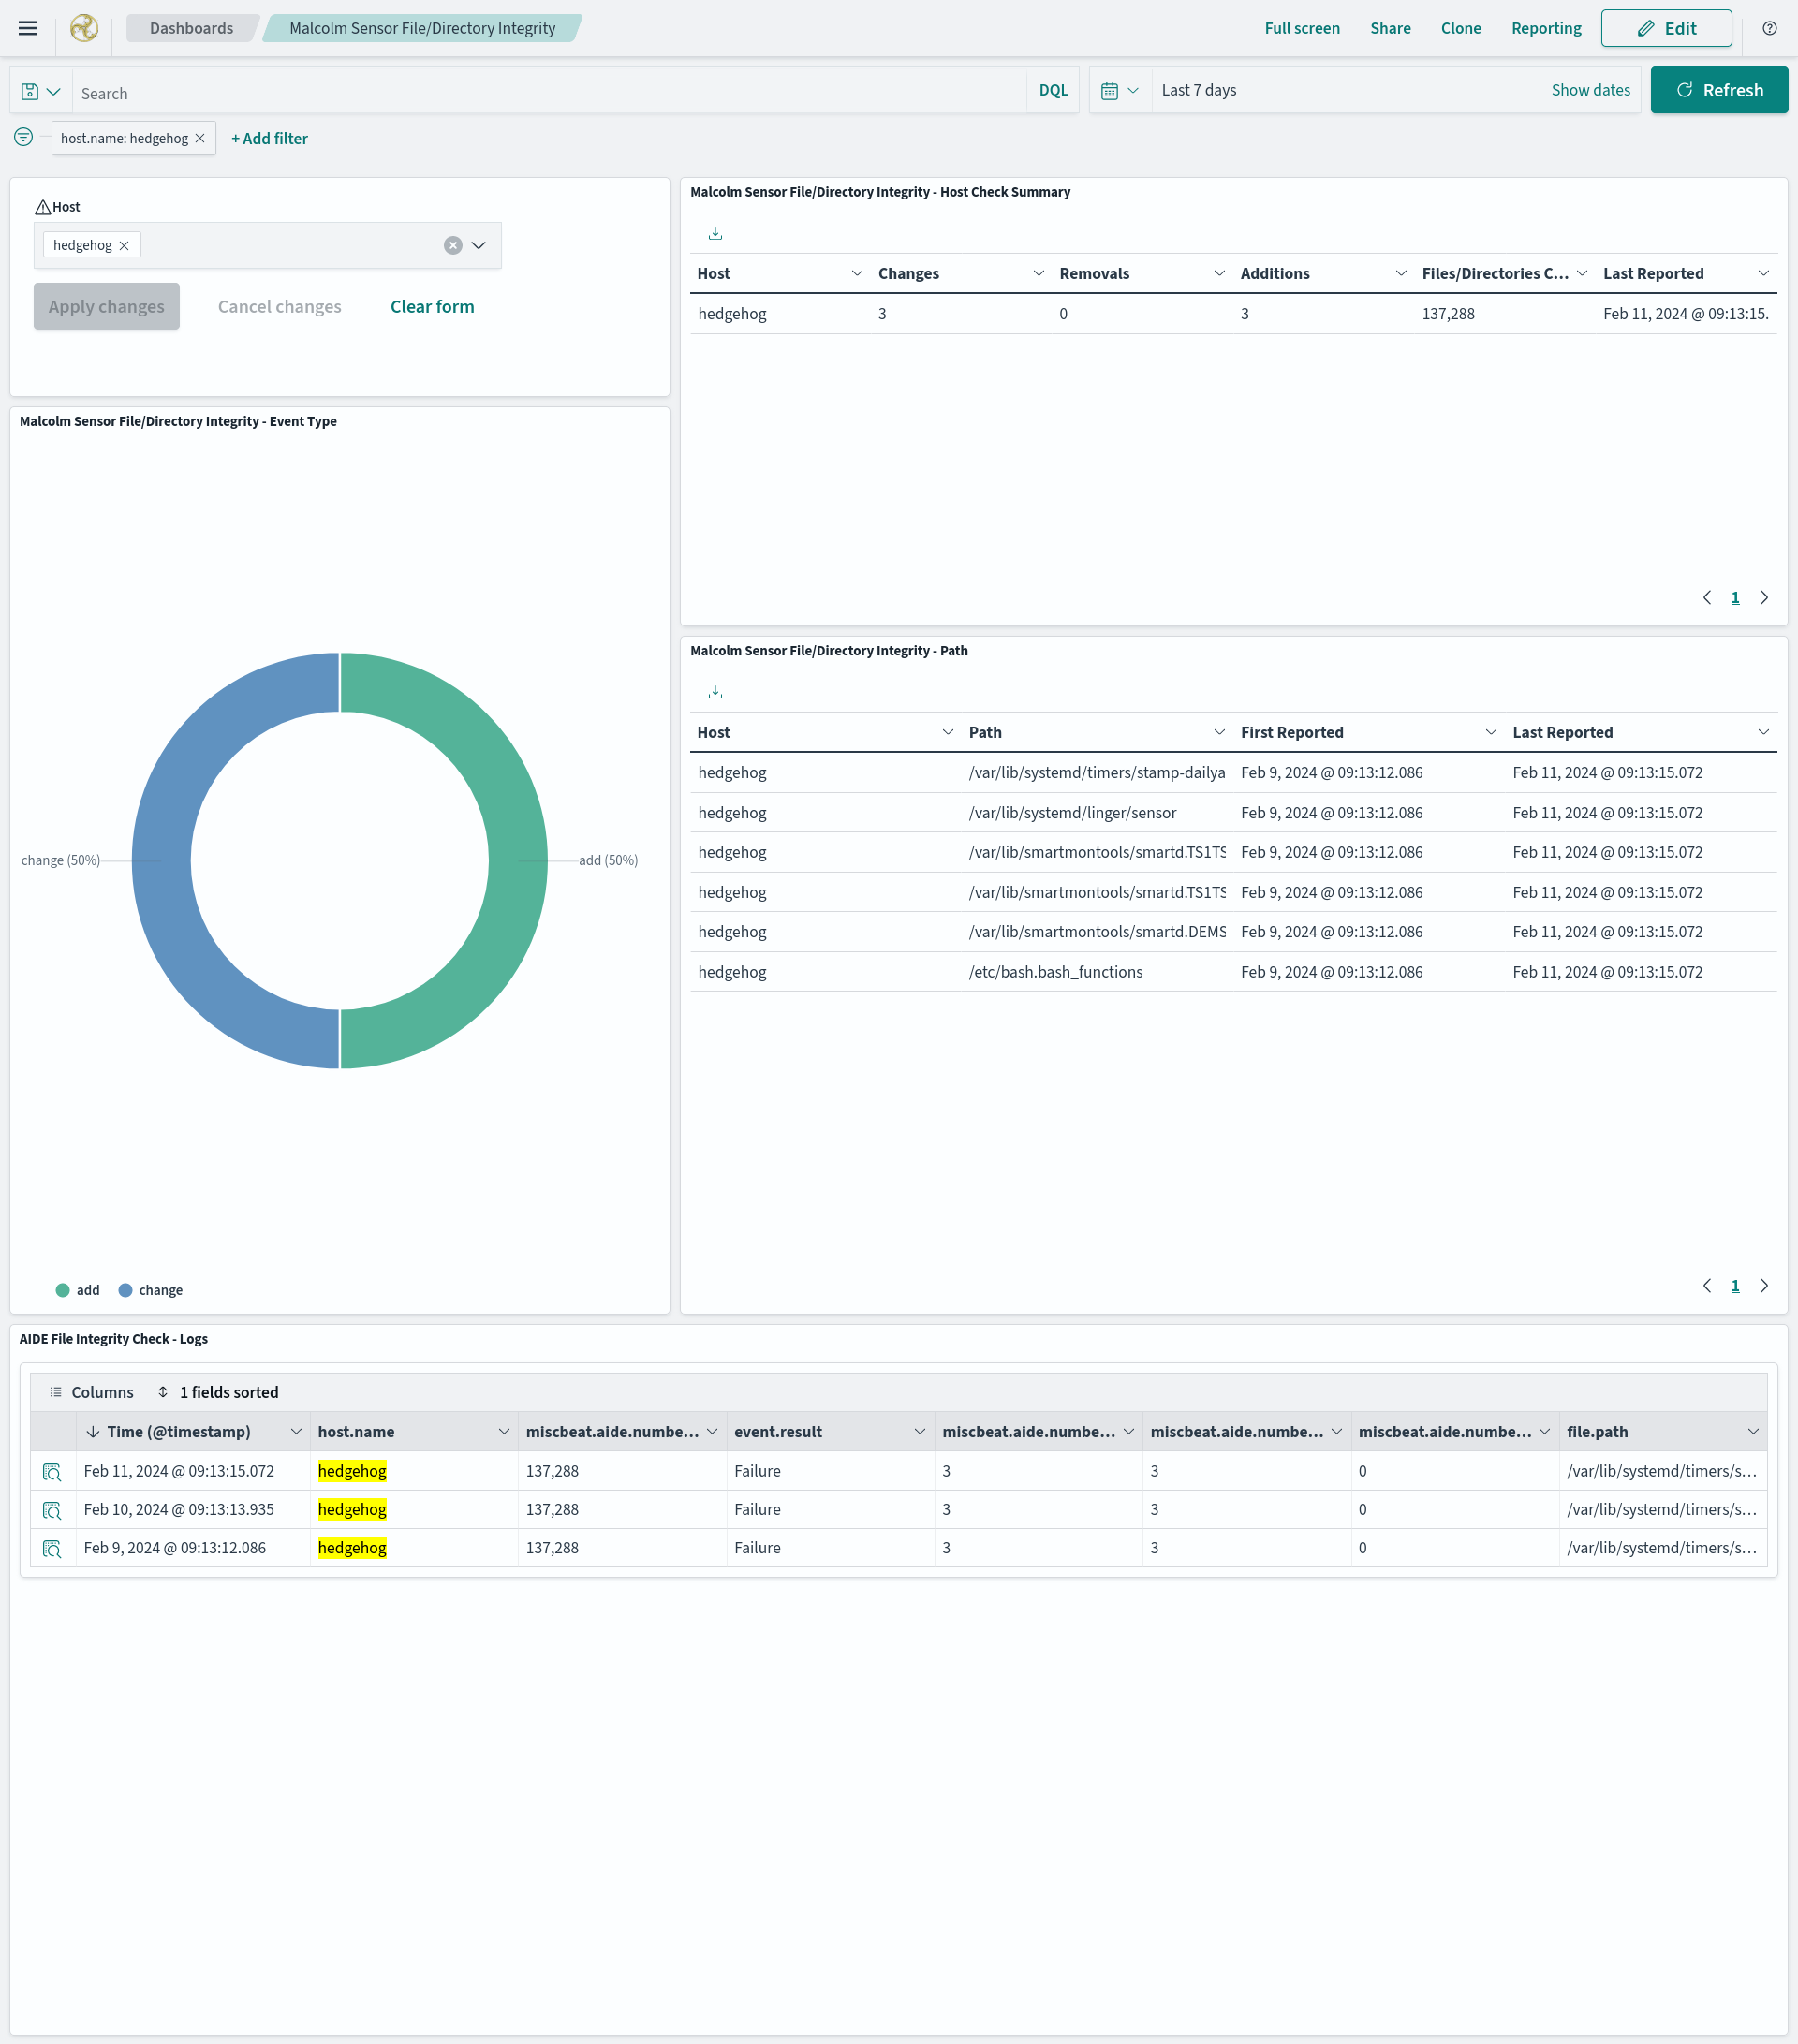 Dashboards Malcolm Sensor File/Directory Integrity Full screen Share Clone Reporting Edit
Search DQL Last 7 days Show dates Refresh
host.name: hedgehog + Add filter
Host
hedgehog
Apply changes Cancel changes Clear form
Malcolm Sensor File/Directory Integrity - Host Check Summary
Host Changes Removals Additions Files/Directories C... Last Reported
hedgehog 3 0 3 137,288 Feb 11, 2024 @ 09:13:15.
1
Malcolm Sensor File/Directory Integrity - Event Type
change (50%) add (50%)
add change
Malcolm Sensor File/Directory Integrity - Path
Host Path First Reported Last Reported
hedgehog /var/lib/systemd/timers/stamp-dailya Feb 9, 2024 @ 09:13:12.086 Feb 11, 2024 @ 09:13:15.072
hedgehog /var/lib/systemd/linger/sensor Feb 9, 2024 @ 09:13:12.086 Feb 11, 2024 @ 09:13:15.072
hedgehog /var/lib/smartmontools/smartd.TS1TS Feb 9, 2024 @ 09:13:12.086 Feb 11, 2024 @ 09:13:15.072
hedgehog /var/lib/smartmontools/smartd.TS1TS Feb 9, 2024 @ 09:13:12.086 Feb 11, 2024 @ 09:13:15.072
hedgehog /var/lib/smartmontools/smartd.DEMS Feb 9, 2024 @ 09:13:12.086 Feb 11, 2024 @ 09:13:15.072
hedgehog /etc/bash.bash_functions Feb 9, 2024 @ 09:13:12.086 Feb 11, 2024 @ 09:13:15.072
1
AIDE File Integrity Check - Logs
Columns 1 fields sorted
Time (@timestamp) host.name miscbeat.aide.numbe... event.result miscbeat.aide.numbe... miscbeat.aide.numbe... miscbeat.aide.numbe... file.path
Feb 11, 2024 @ 09:13:15.072 hedgehog 137,288 Failure 3 3 0 /var/lib/systemd/timers/s...
Feb 10, 2024 @ 09:13:13.935 hedgehog 137,288 Failure 3 3 0 /var/lib/systemd/timers/s...
Feb 9, 2024 @ 09:13:12.086 hedgehog 137,288 Failure 3 3 0 /var/lib/systemd/timers/s...